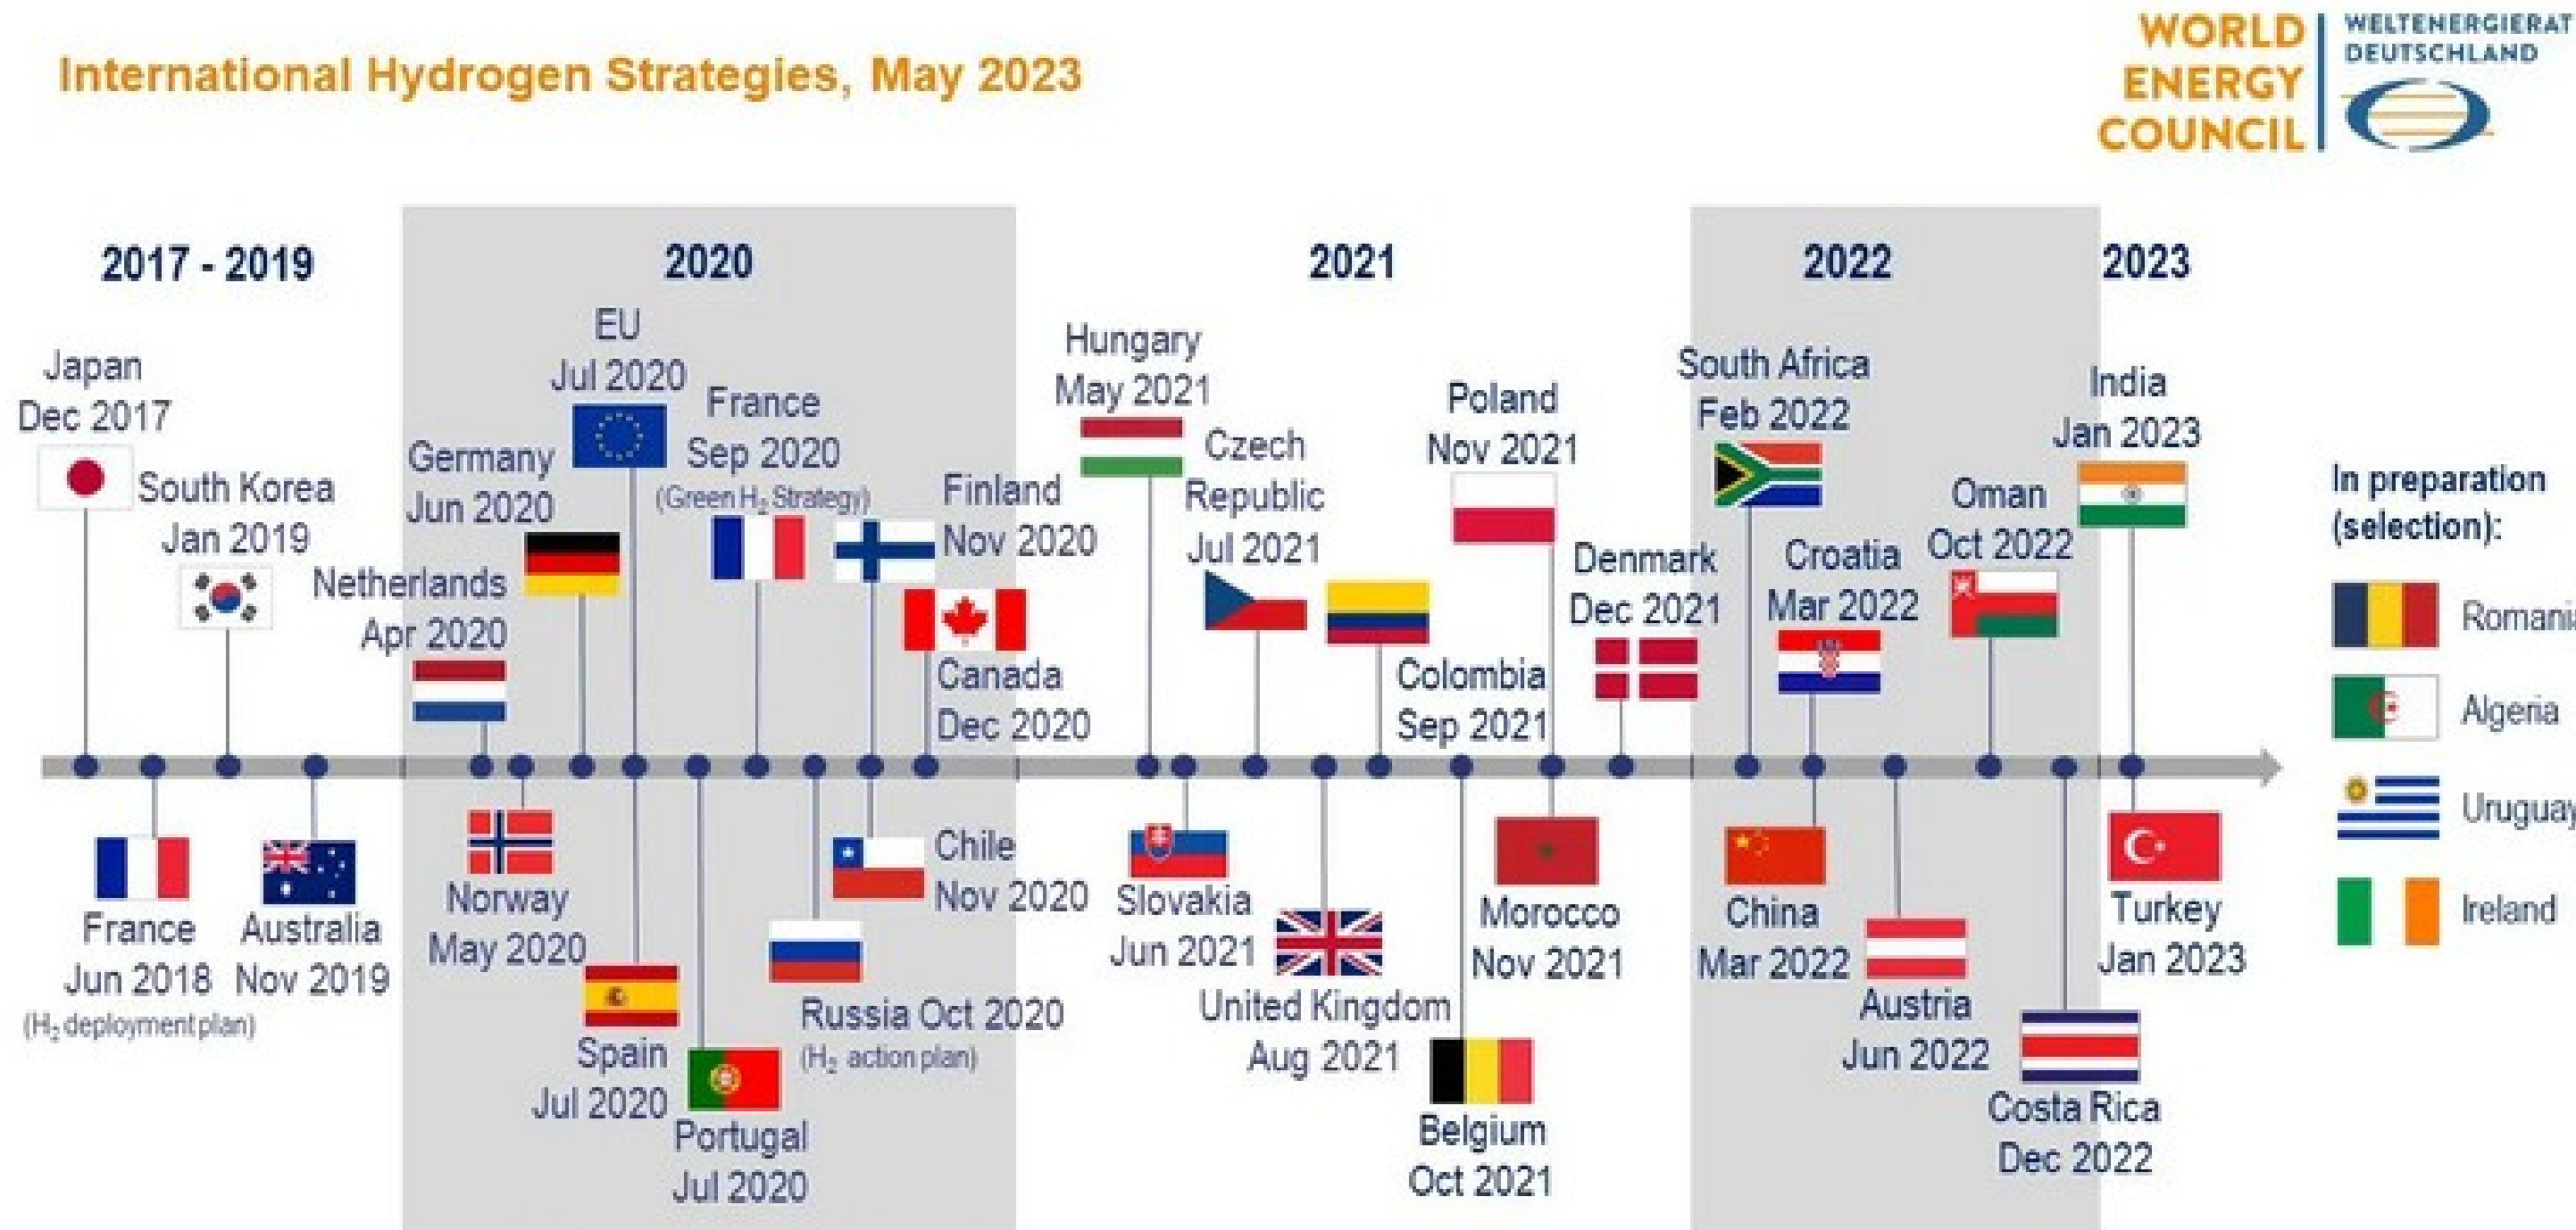 International Hydrogen Strategies, May 2023
WORLD
ENERGY
COUNCIL
WELTENERGIERAT
DEUTSCHLAND
2017 - 2019
2020
2021
2022
2023
Japan
Dec 2017
South Korea
Jan 2019
France
Jun 2018
(H₂ deployment plan)
Australia
Nov 2019
Netherlands
Apr 2020
Germany
Jun 2020
EU
Jul 2020
France
Sep 2020
(Green H₂ Strategy)
Finland
Nov 2020
Canada
Dec 2020
Norway
May 2020
Spain
Jul 2020
Portugal
Jul 2020
Russia Oct 2020
(H₂ action plan)
Chile
Nov 2020
Hungary
May 2021
Czech
Republic
Jul 2021
Colombia
Sep 2021
Poland
Nov 2021
Denmark
Dec 2021
Slovakia
Jun 2021
United Kingdom
Aug 2021
Belgium
Oct 2021
Morocco
Nov 2021
South Africa
Feb 2022
Croatia
Mar 2022
Oman
Oct 2022
China
Mar 2022
Austria
Jun 2022
Costa Rica
Dec 2022
India
Jan 2023
Turkey
Jan 2023
In preparation
(selection):
Romania
Algeria
Uruguay
Ireland